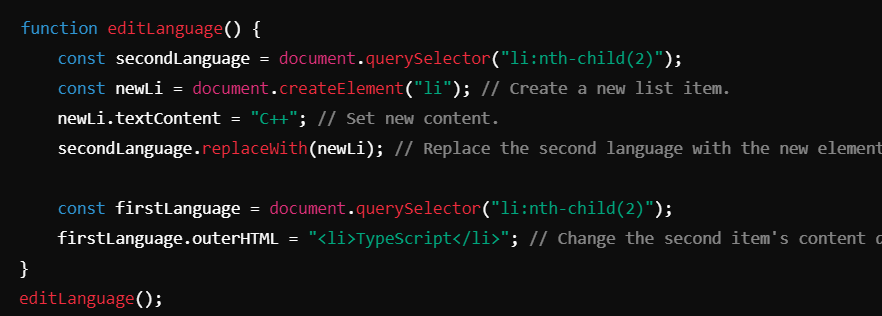 function editLanguage() {
    const secondLanguage = document.querySelector("li:nth-child(2)");
    const newLi = document.createElement("li"); // Create a new list item.
    newLi.textContent = "C++"; // Set new content.
    secondLanguage.replaceWith(newLi); // Replace the second language with the new element
    const firstLanguage = document.querySelector("li:nth-child(2)");
    firstLanguage.outerHTML = "<li>TypeScript</li>"; // Change the second item's content
}
editLanguage();